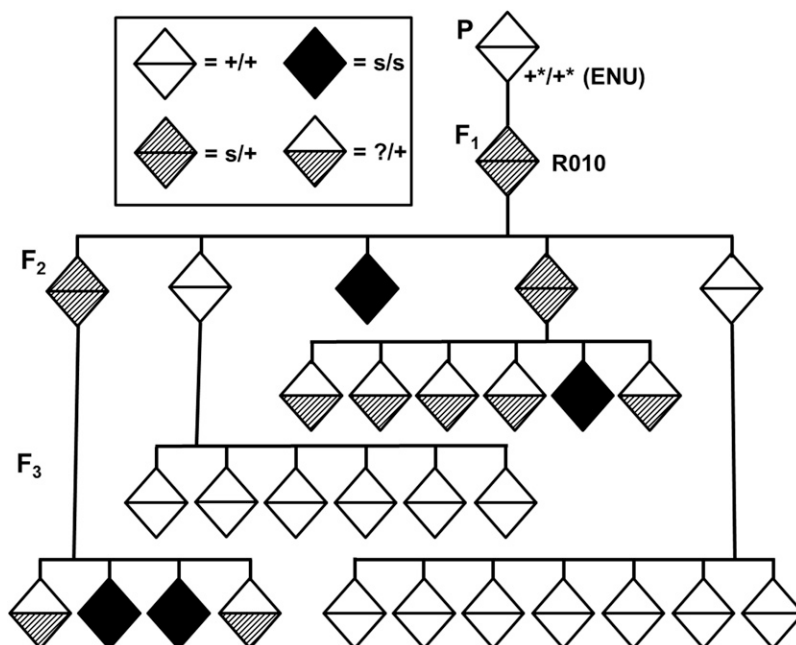 P
= +/+
= s/s
+*/+* (ENU)
F1
R010
= s/+
= ?/+
F2
F3